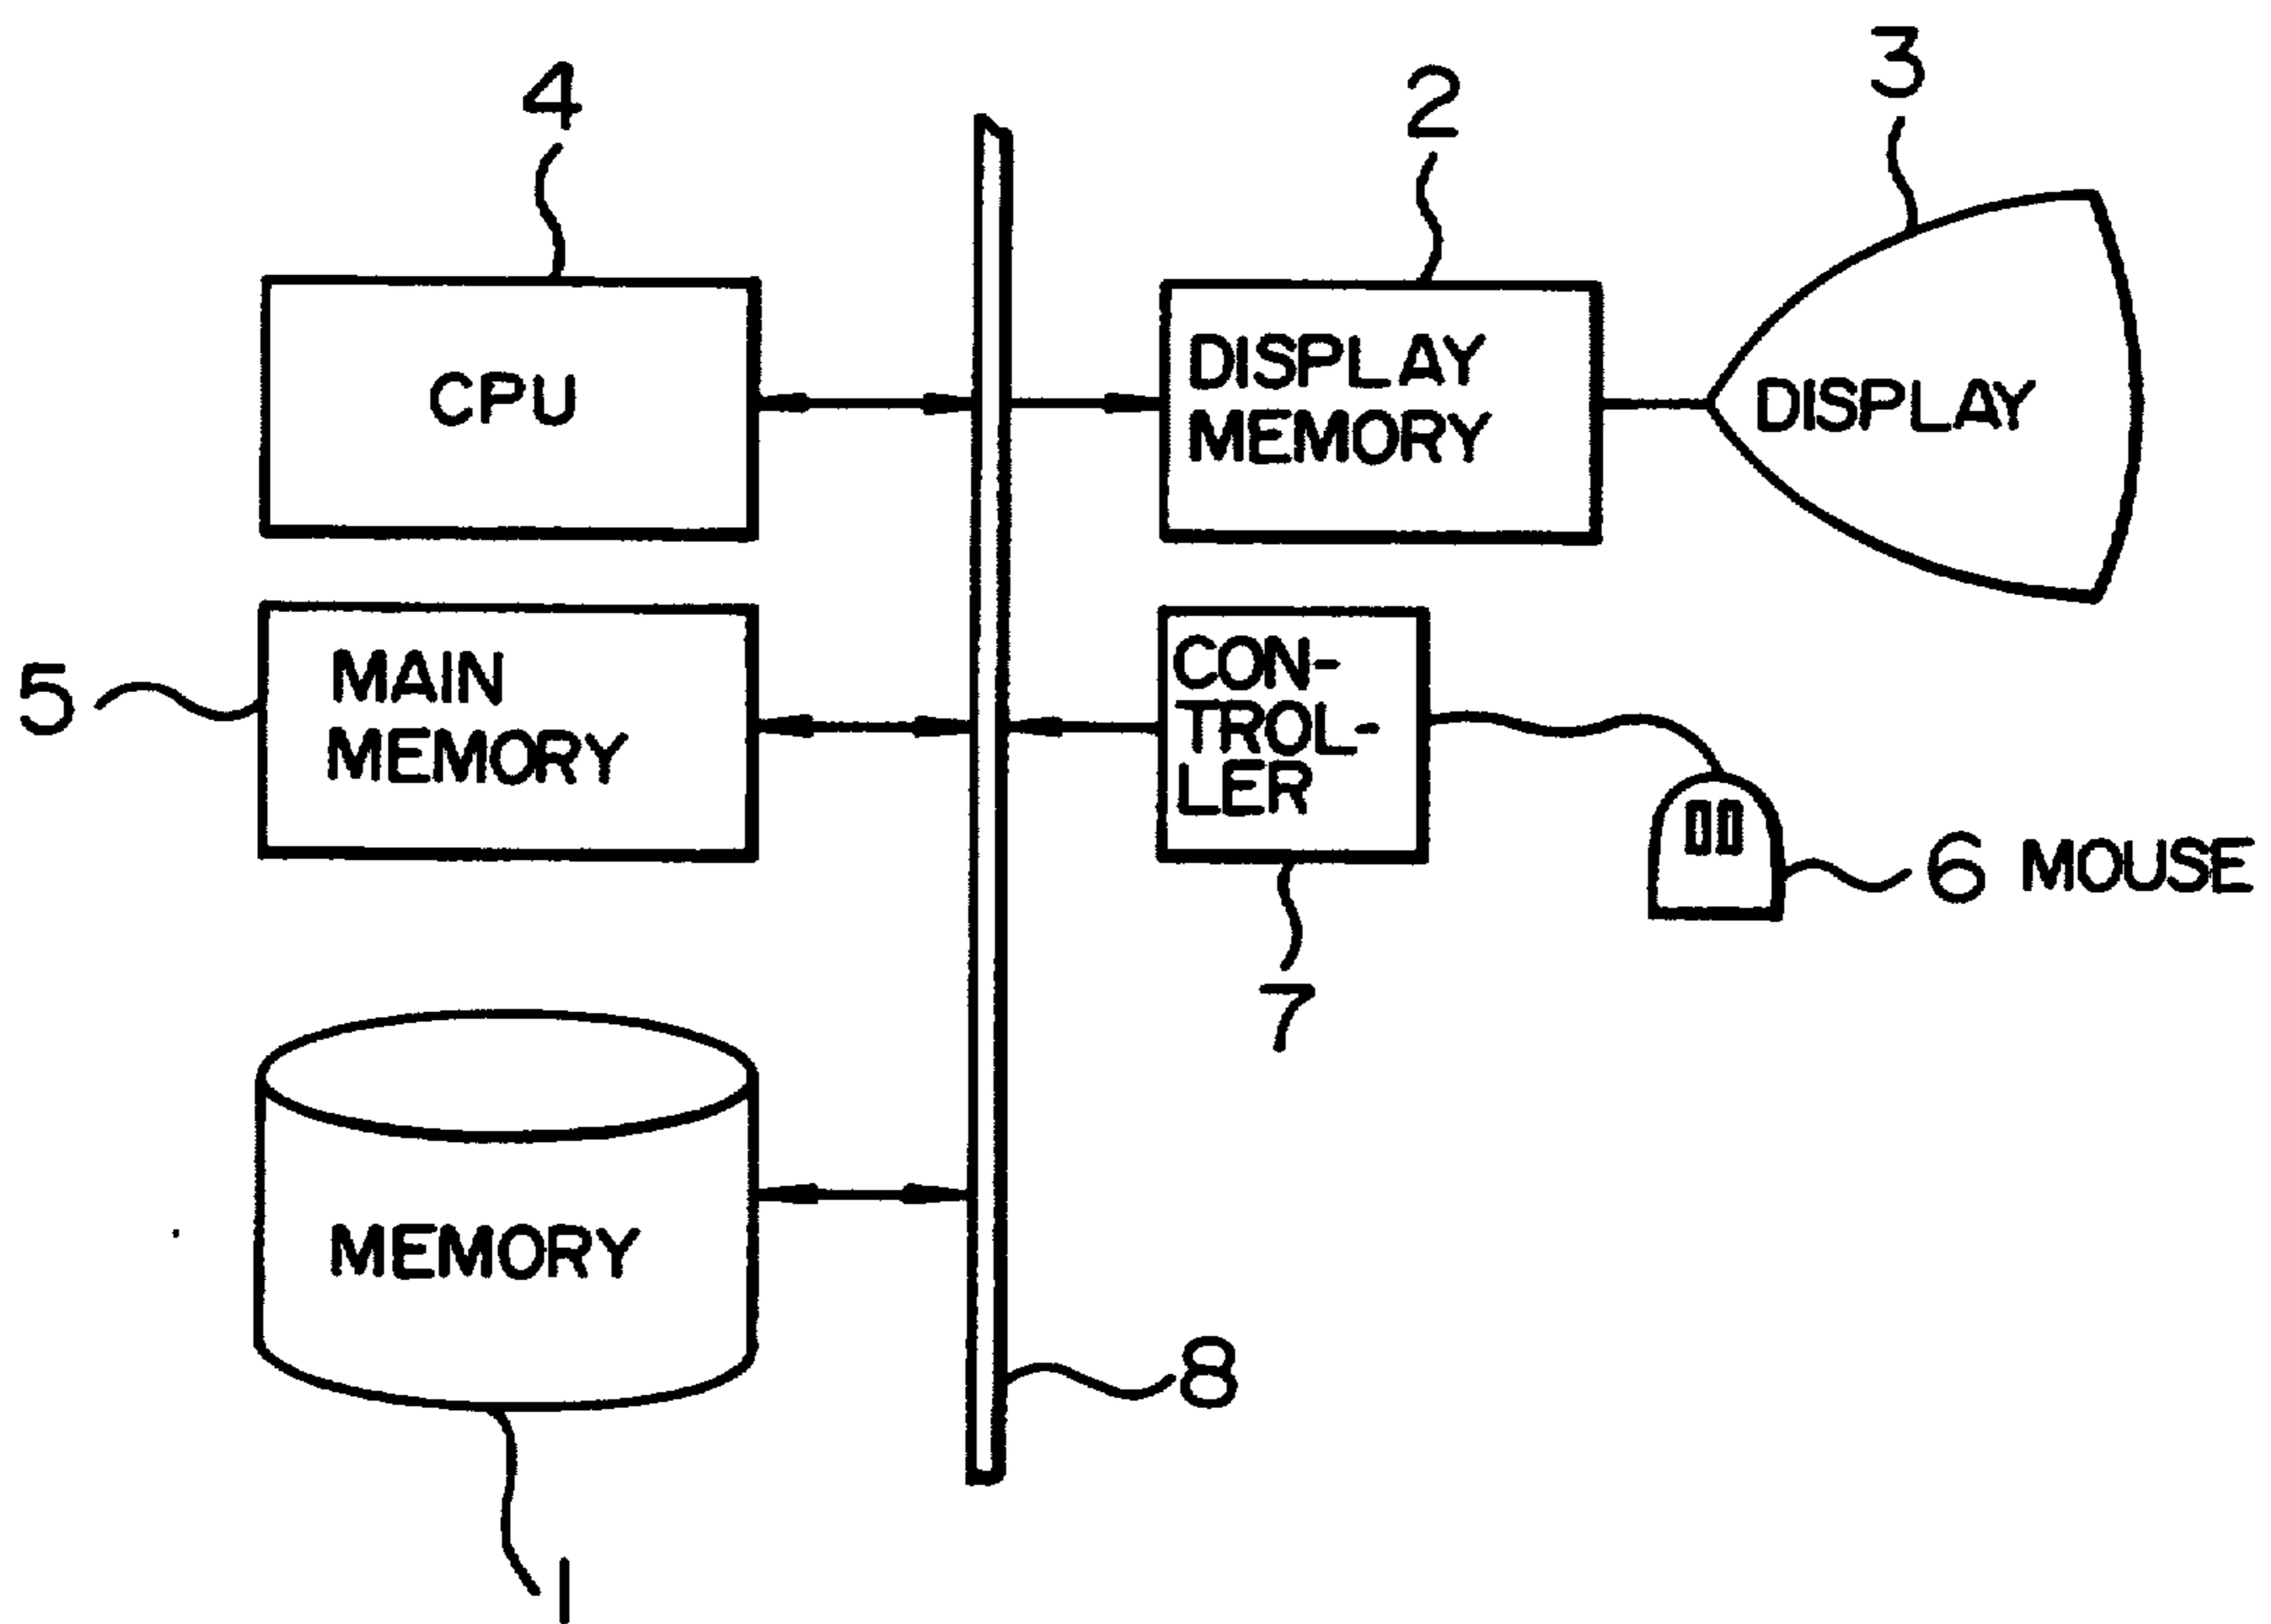 4
2
3
CPU
DISPLAY
MEMORY
DISPLAY
5
MAIN
MEMORY
CON-
TROL-
LER
6 MOUSE
7
MEMORY
8
1